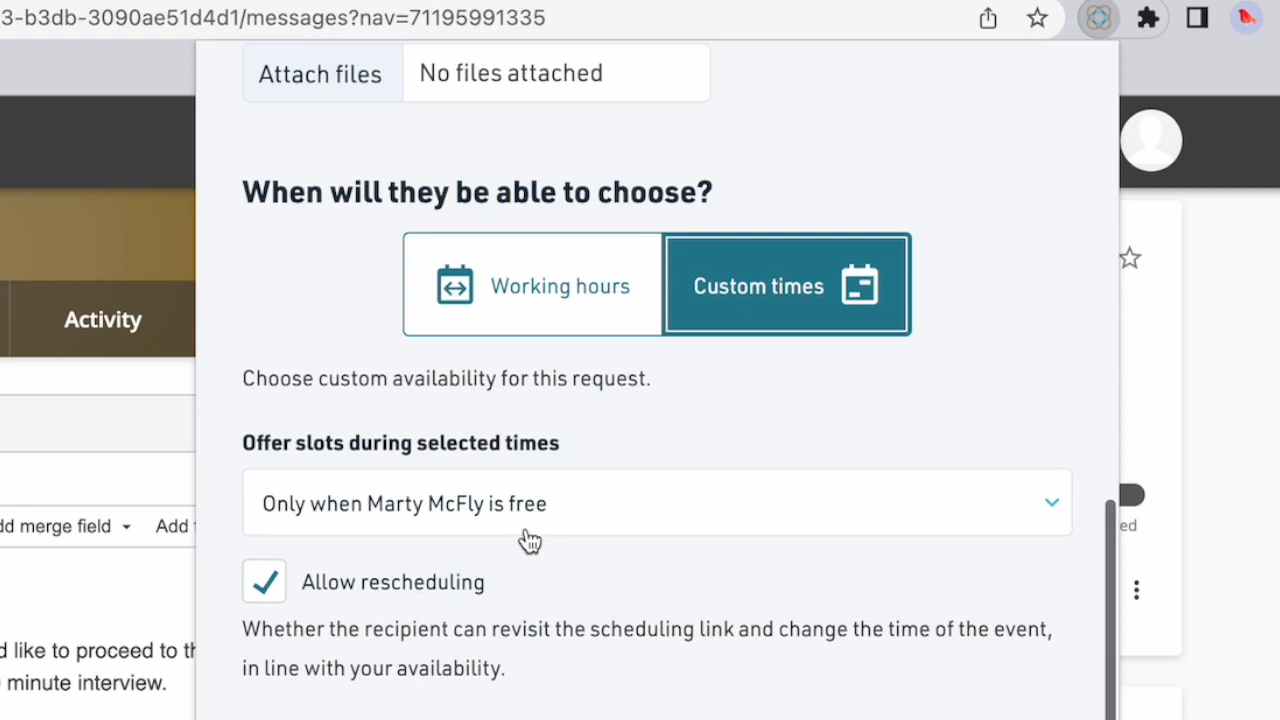 3-b3db-3090ae51d4d1/messages?nav=71195991335
Attach files No files attached
When will they be able to choose?
Working hours Custom times
Activity
Choose custom availability for this request.
Offer slots during selected times
Only when Marty McFly is free
dd merge field Add
ed
Allow rescheduling
Whether the recipient can revisit the scheduling link and change the time of the event,
in line with your availability.
d like to proceed to th
minute interview.